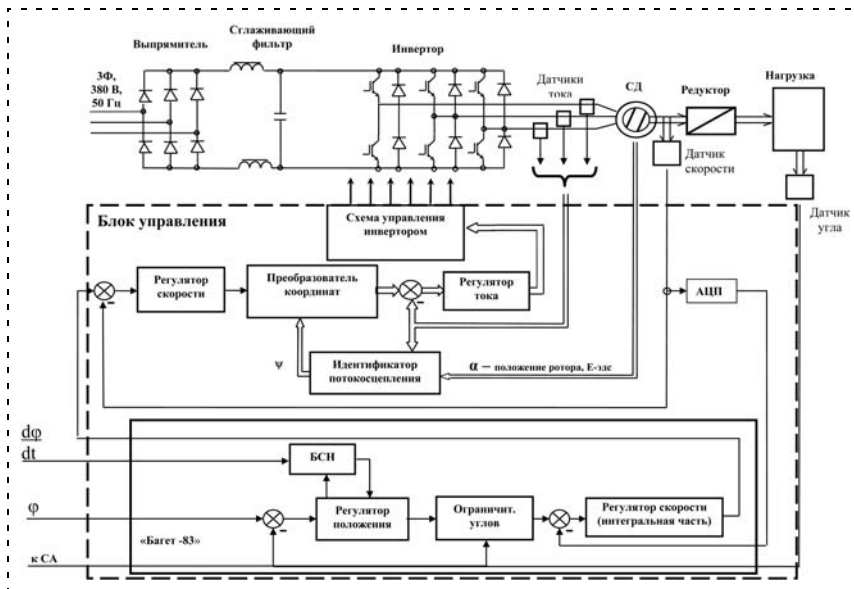 Сглаживающий
фильтр
Выпрямитель
Инвертор
3Ф,
380 В,
50 Гц
Датчики
тока
СД
Редуктор
Нагрузка
Датчик
скорости
Датчик
угла
Блок управления
Схема управления
инвертором
Регулятор
скорости
Преобразователь
координат
-
Регулятор
тока
-
АЦП
ψ
Идентификатор
потокосцепления
α – положение ротора, Е-эдс
dφ
dt
БСН
φ
-
Регулятор
положения
Ограничит.
углов
-
Регулятор скорости
(интегральная часть)
«Багет -83»
к СА